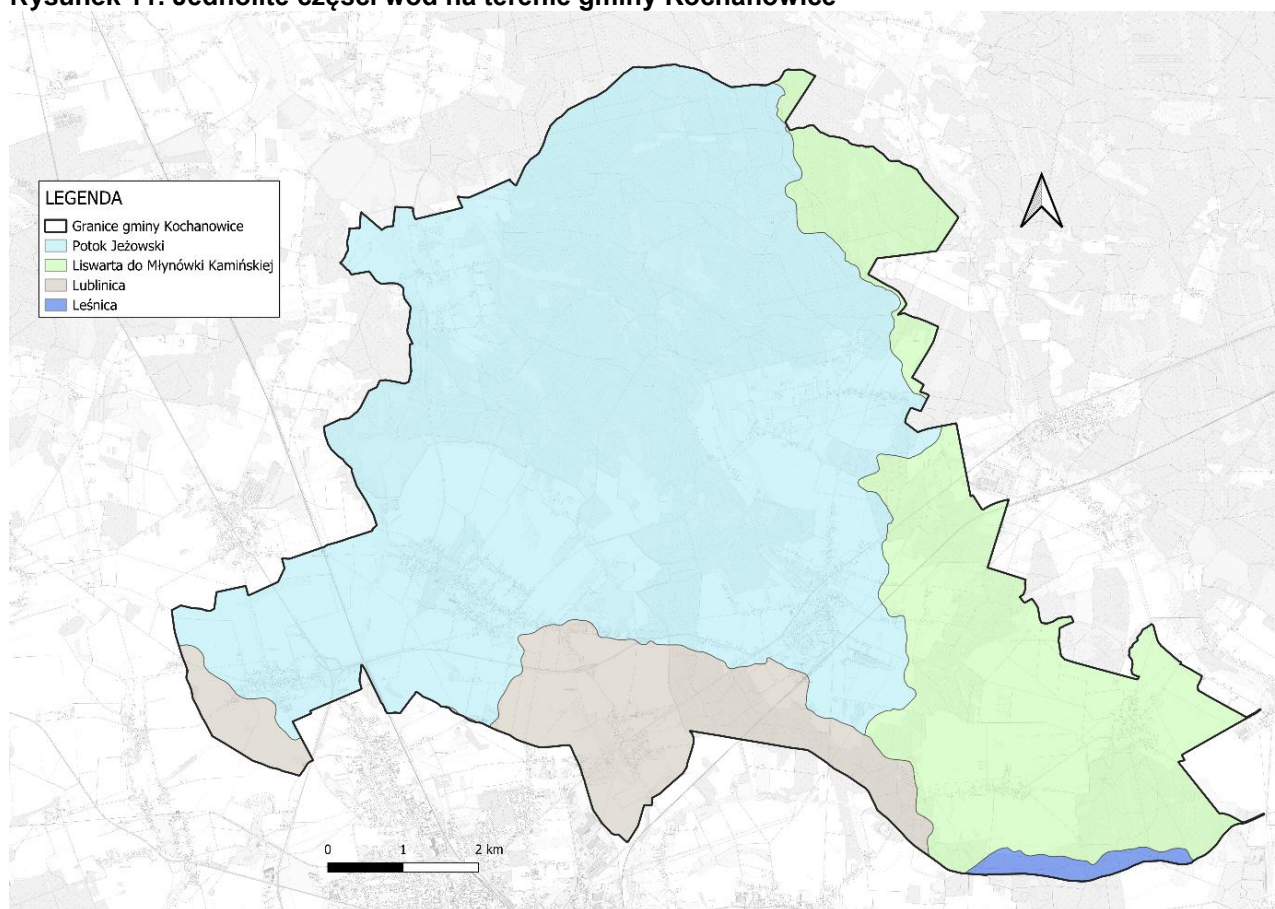 Rysunek 11. Jednolite części wód na terenie gminy Kochanowice
LEGENDA
Granice gminy Kochanowice
Potok Jeżowski
Liswarta do Młynówki Kamińskiej
Lublinica
Leśnica
0 1 2 km